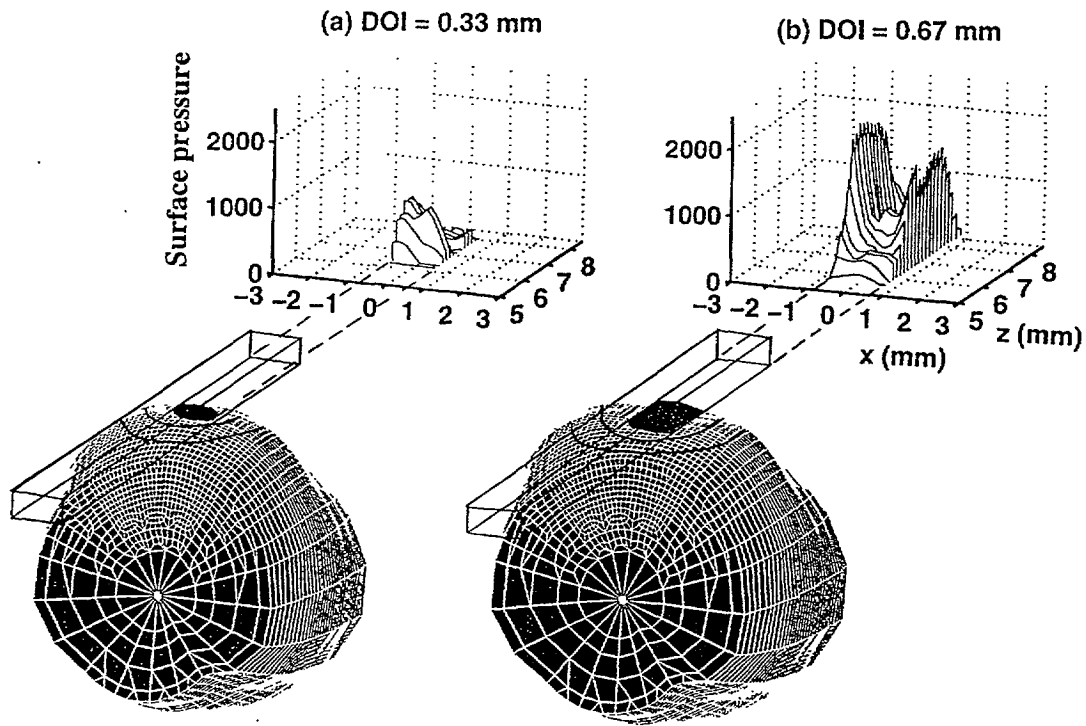 (a) DOI = 0.33 mm
(b) DOI = 0.67 mm
Surface pressure
2000
1000
0
−3 −2 −1 0 1 2 3
5 6 7 8
2000
1000
0
−3 −2 −1 0 1 2 3
5 6 7 8
x (mm)
z (mm)